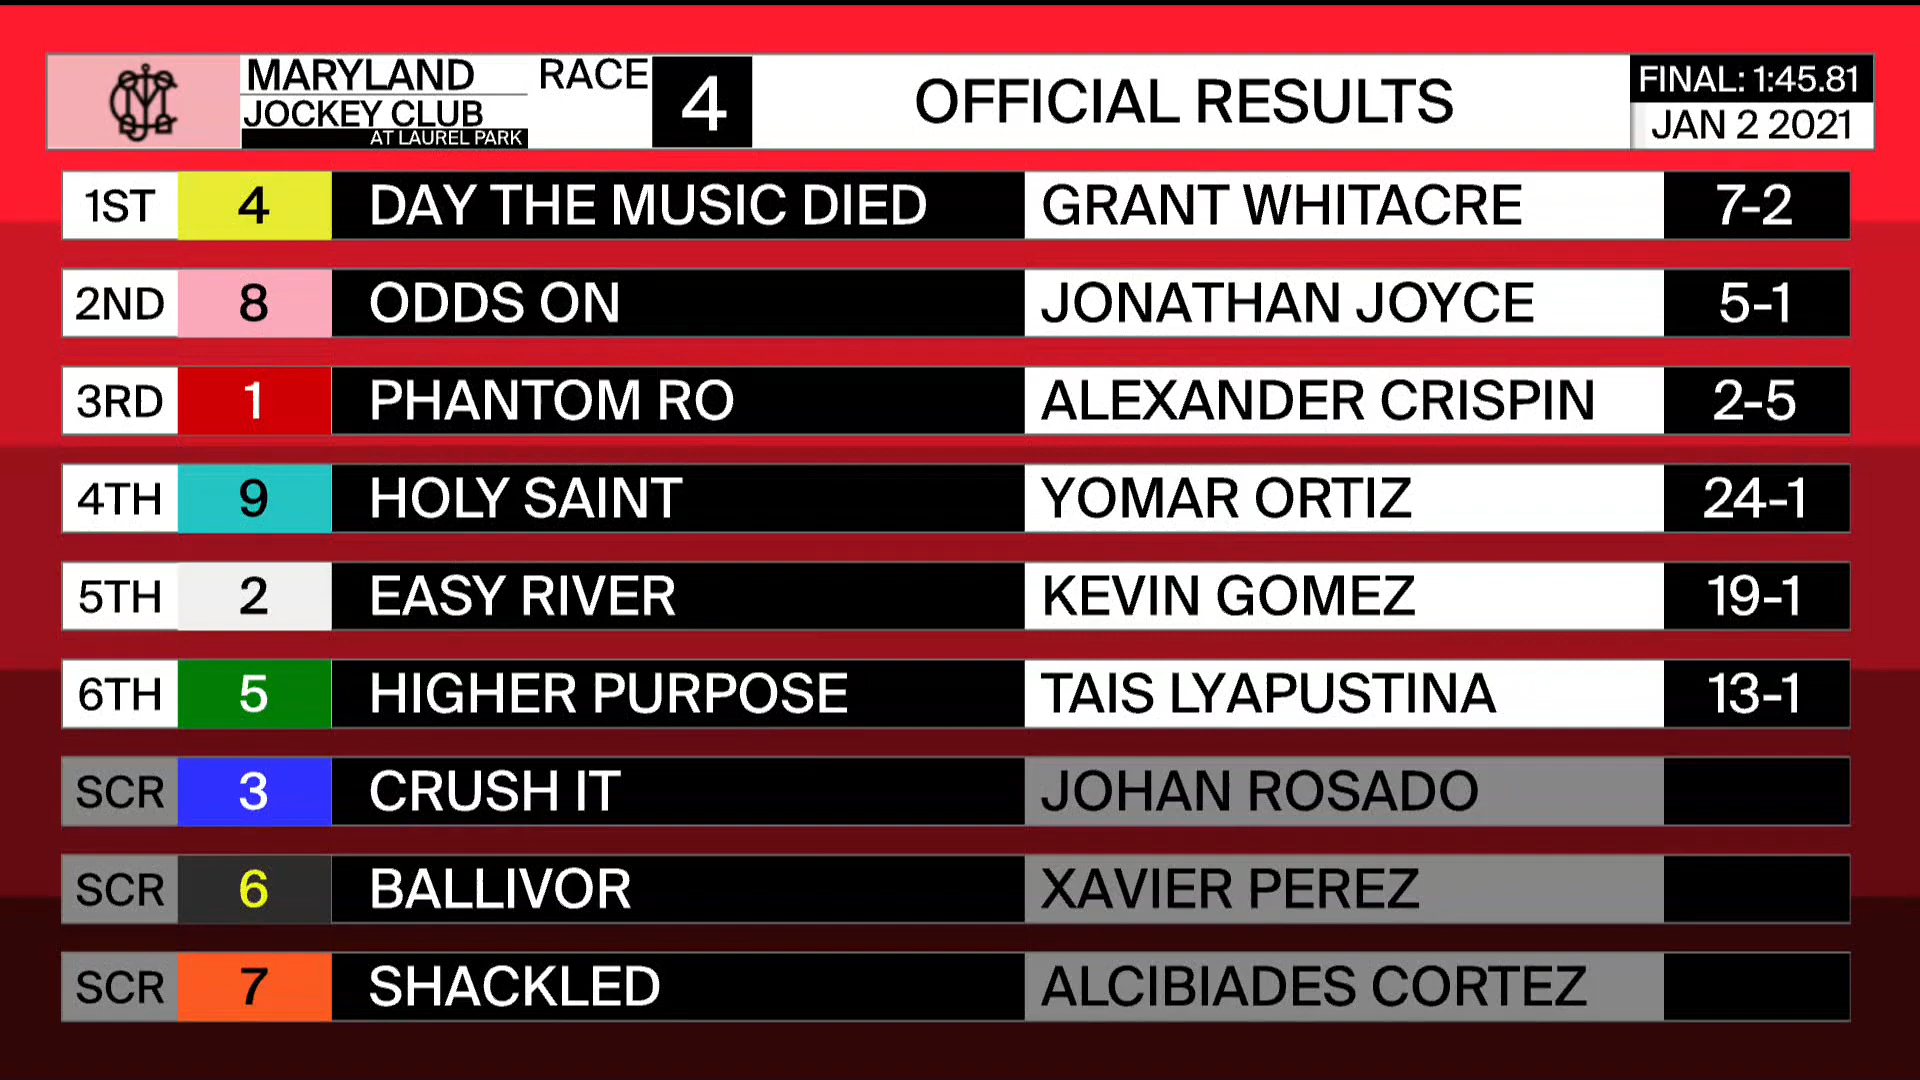 MARYLAND
JOCKEY CLUB
AT LAUREL PARK
RACE 4
OFFICIAL RESULTS
FINAL: 1:45.81
JAN 2 2021
1ST 4 DAY THE MUSIC DIED GRANT WHITACRE 7-2
2ND 8 ODDS ON JONATHAN JOYCE 5-1
3RD 1 PHANTOM RO ALEXANDER CRISPIN 2-5
4TH 9 HOLY SAINT YOMAR ORTIZ 24-1
5TH 2 EASY RIVER KEVIN GOMEZ 19-1
6TH 5 HIGHER PURPOSE TAIS LYAPUSTINA 13-1
SCR 3 CRUSH IT JOHAN ROSADO
SCR 6 BALLIVOR XAVIER PEREZ
SCR 7 SHACKLED ALCIBIADES CORTEZ